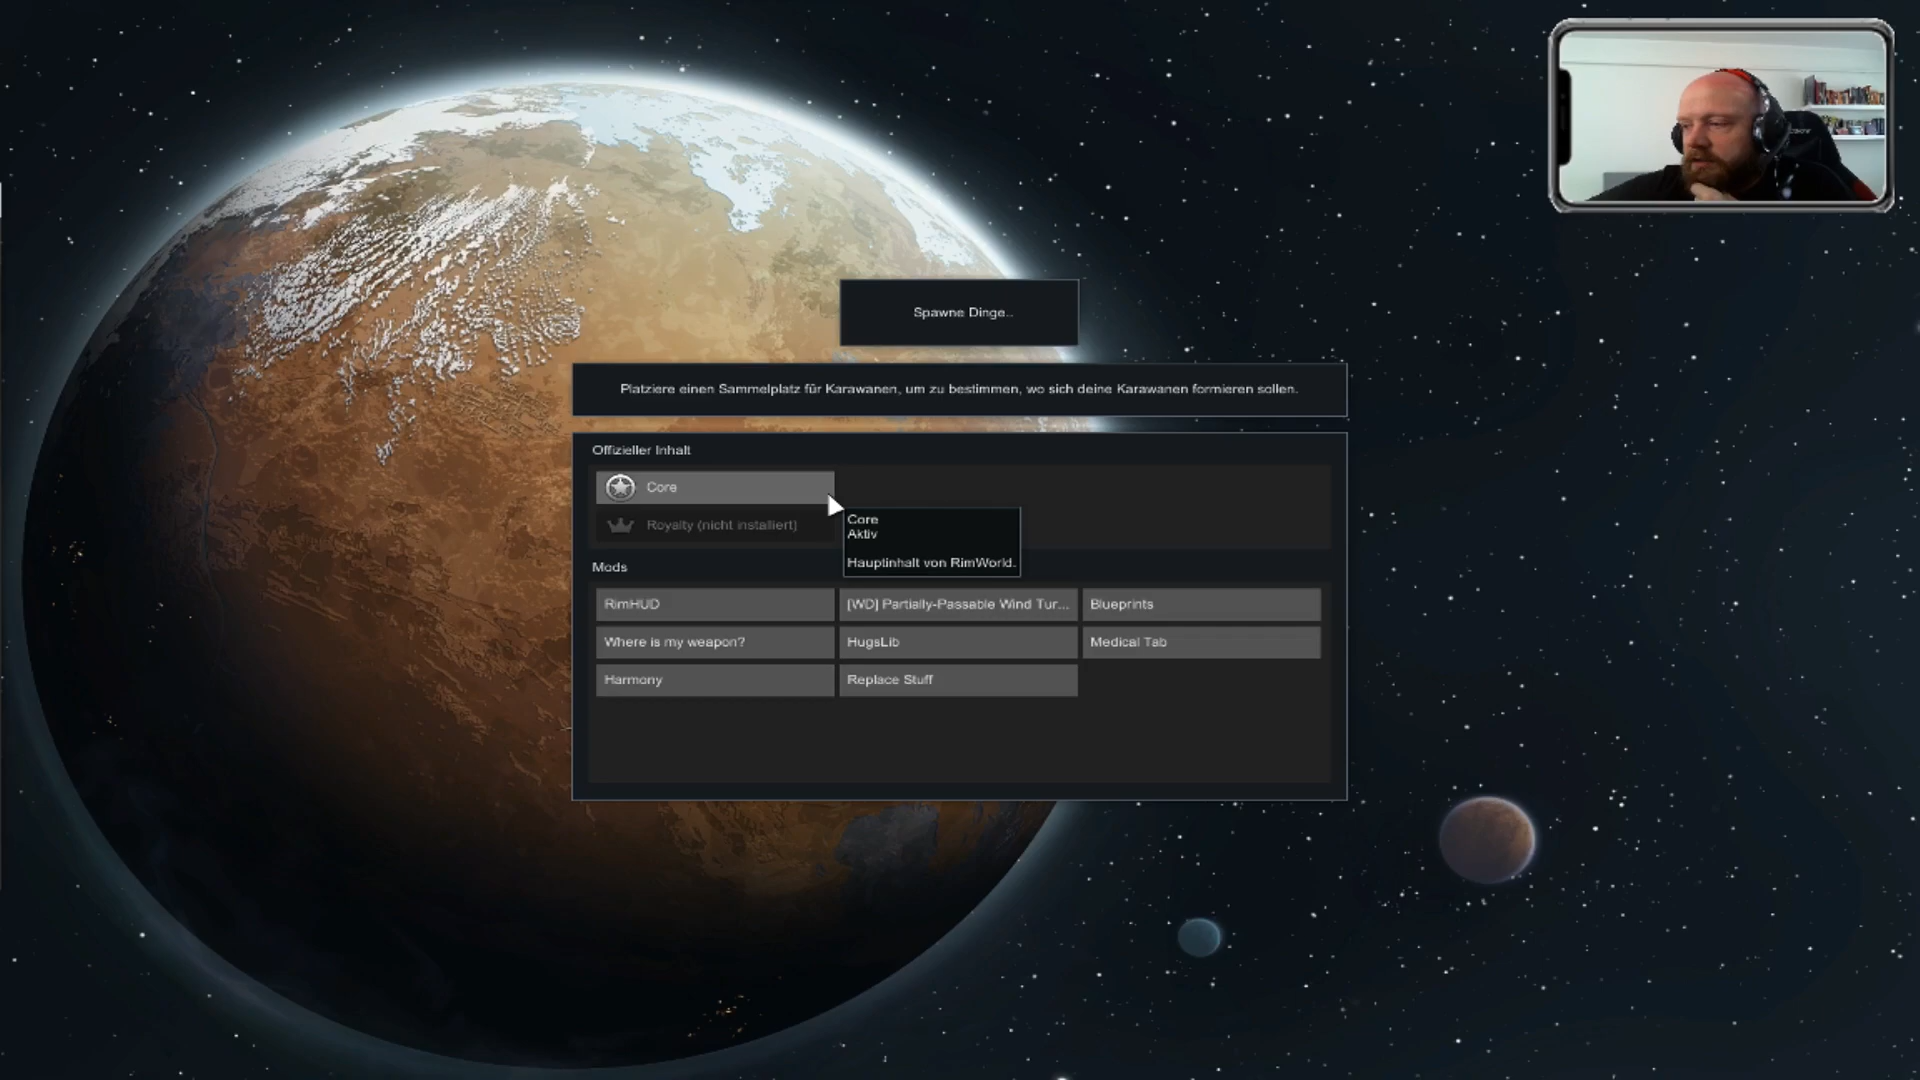 Spawne Dinge..
Platziere einen Sammelplatz für Karawanen, um zu bestimmen, wo sich deine Karawanen formieren sollen.
Offizieller Inhalt
Core
Royalty (nicht installiert)
Core
Aktiv
Hauptinhalt von RimWorld.
Mods
RimHUD
[WD] Partially-Passable Wind Tur...
Blueprints
Where is my weapon?
HugsLib
Medical Tab
Harmony
Replace Stuff